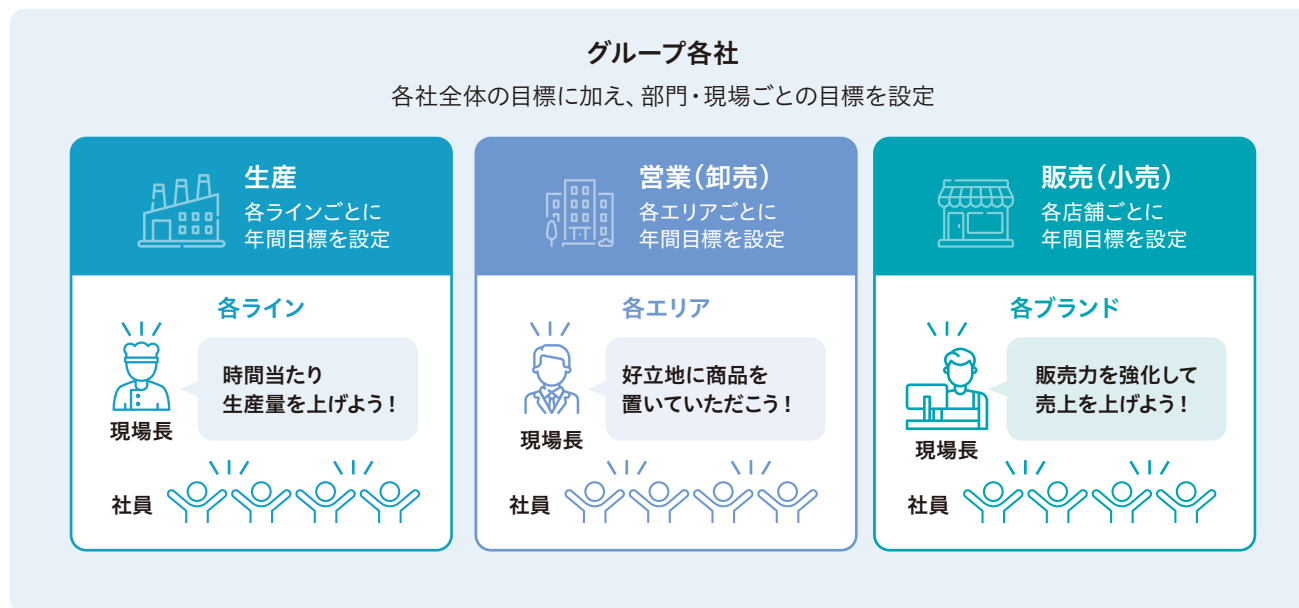 グループ各社
各社全体の目標に加え、部門・現場ごとの目標を設定
生産
各ラインごとに
年間目標を設定
各ライン
時間当たり
生産量を上げよう！
現場長
社員
営業（卸売）
各エリアごとに
年間目標を設定
各エリア
好立地に商品を
置いていただこう！
現場長
社員
販売（小売）
各店舗ごとに
年間目標を設定
各ブランド
販売力を強化して
売上を上げよう！
現場長
社員